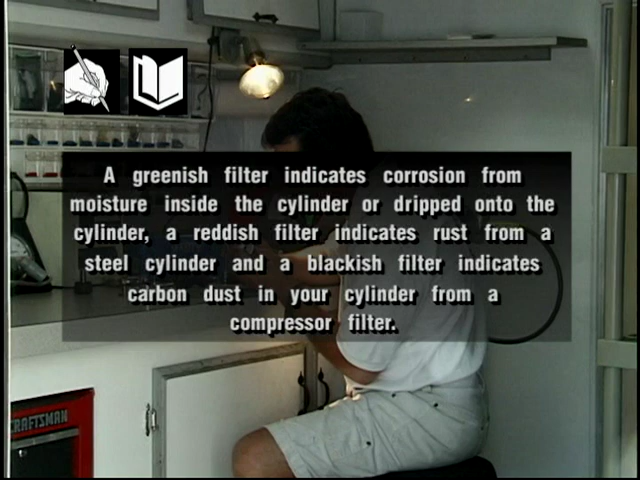 A greenish filter indicates corrosion from
moisture inside the cylinder or dripped onto the
cylinder, a reddish filter indicates rust from a
steel cylinder and a blackish filter indicates
carbon dust in your cylinder from a
compressor filter.
CRAFTSMAN